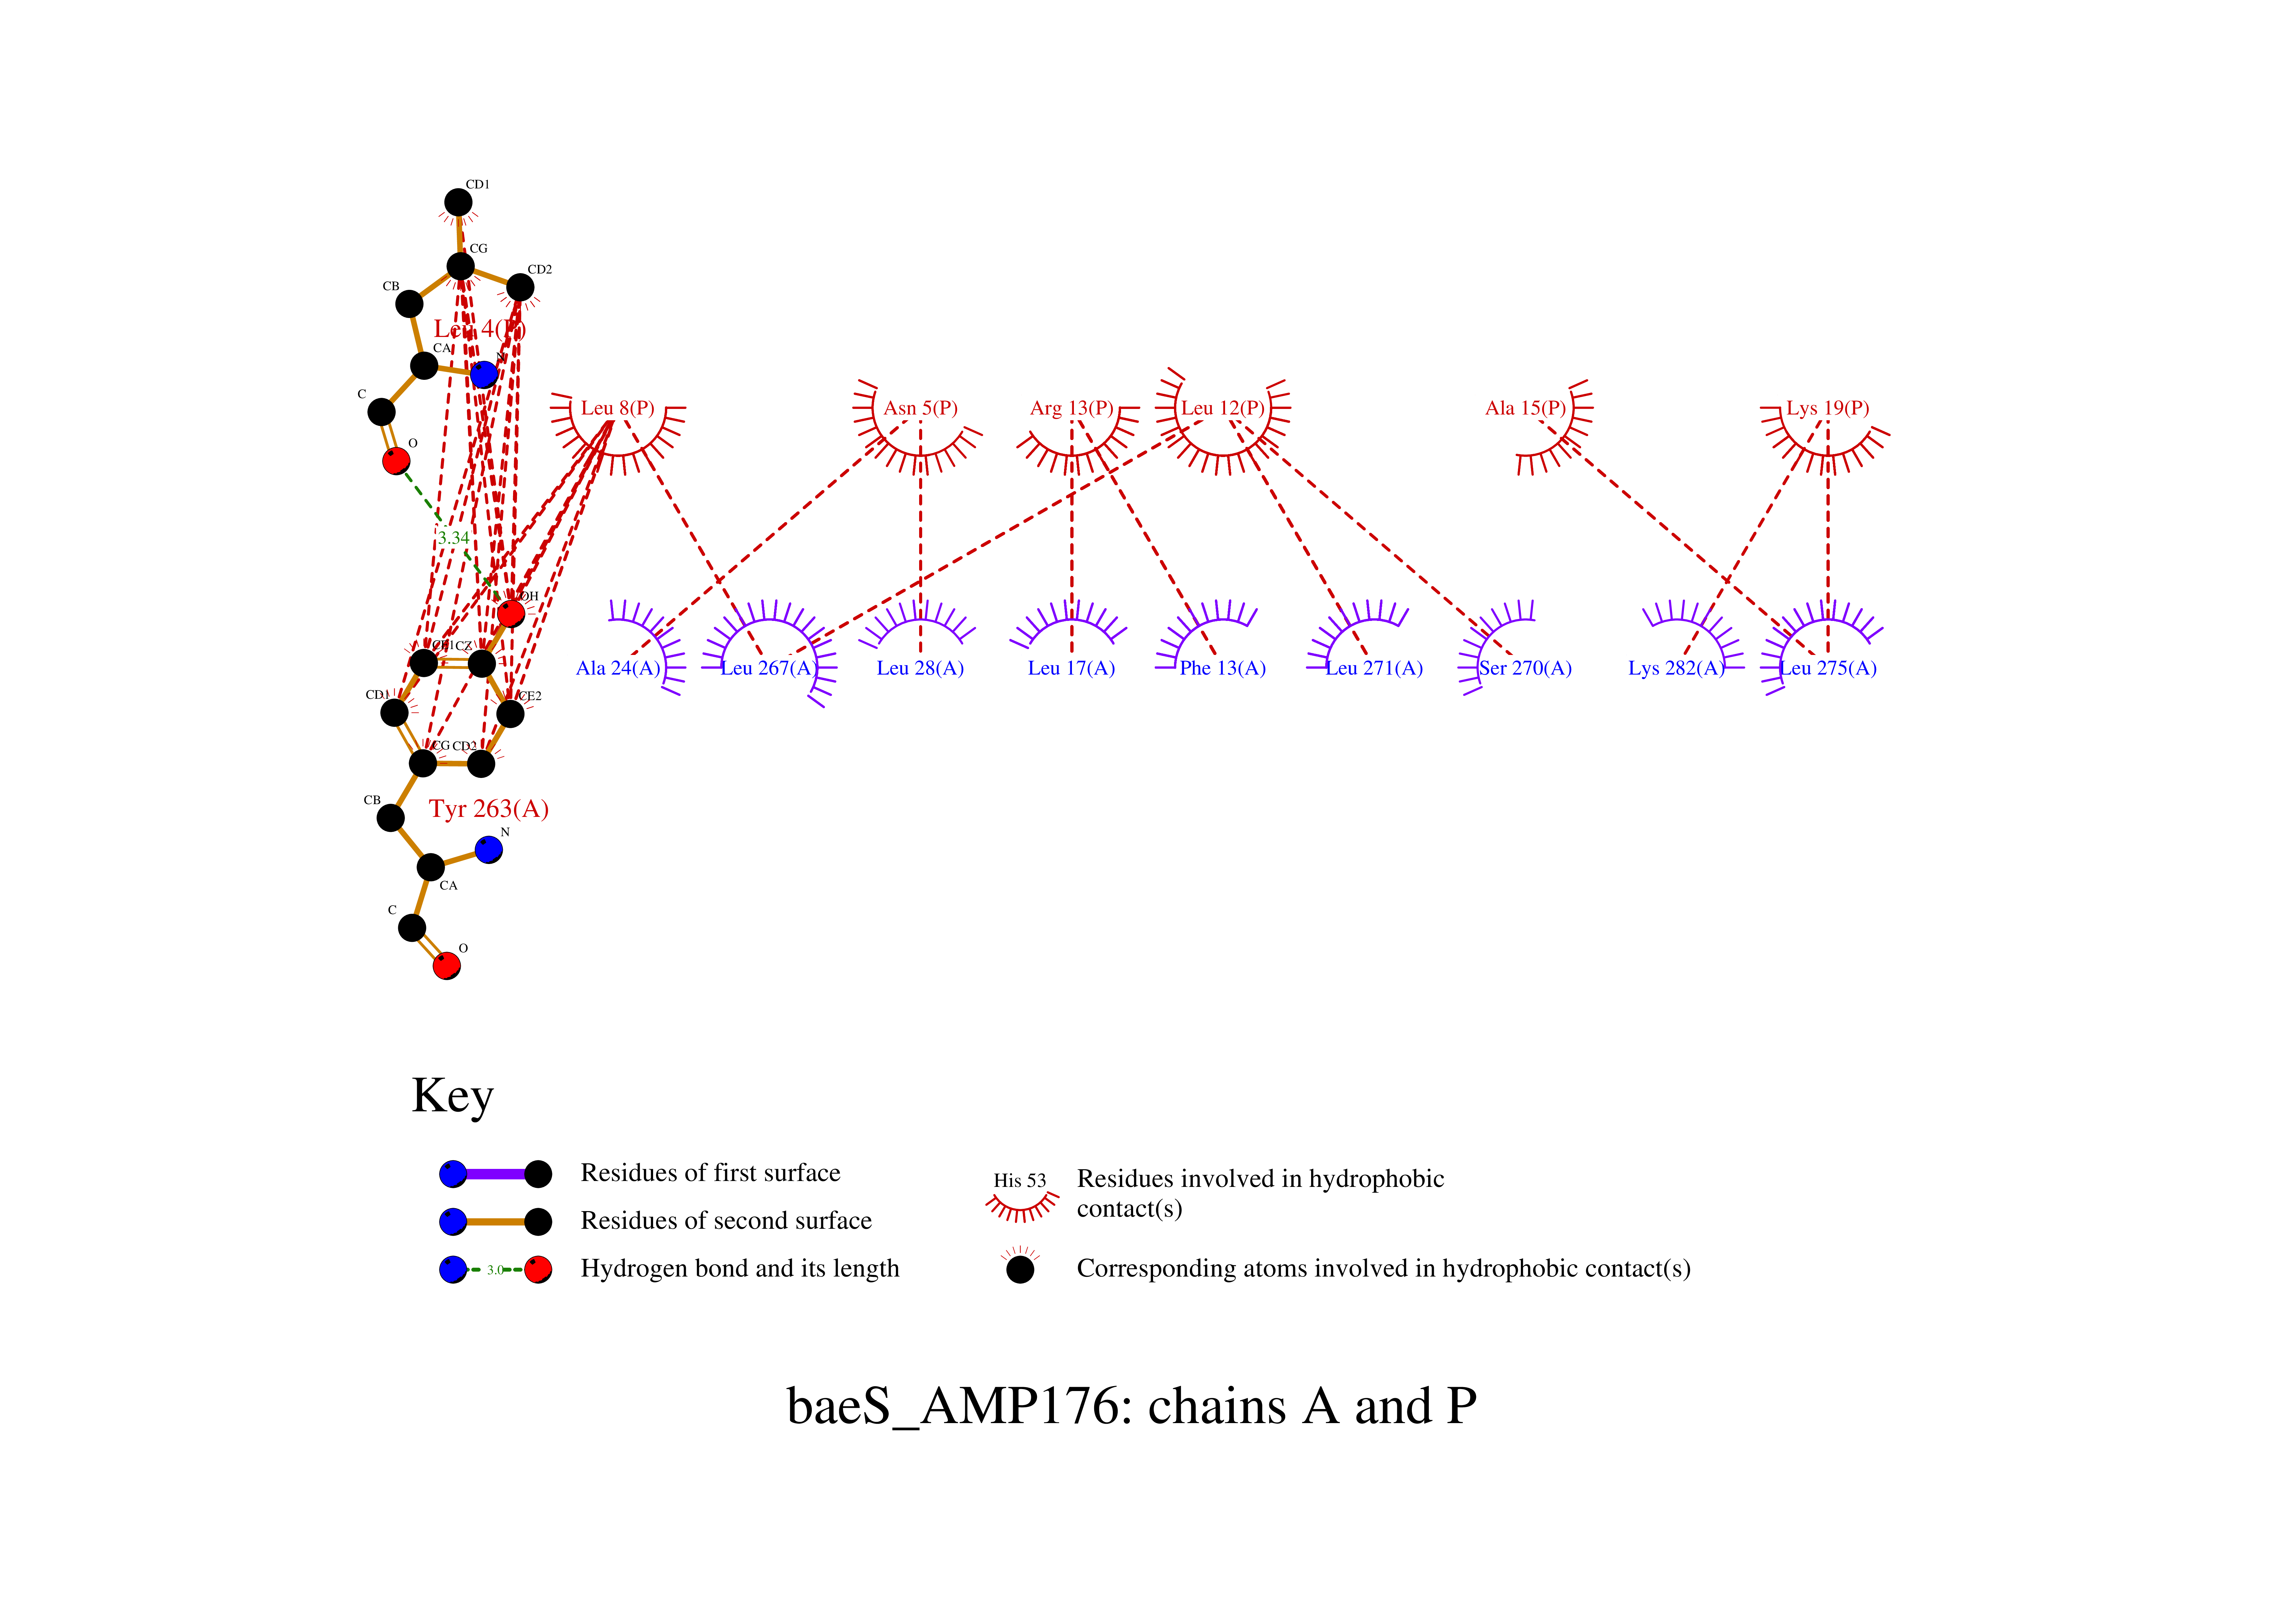 CD1
CG
CD2
CB
Leu 4(P)
CA
N
C
O
Leu 8(P)
Asn 5(P)
Arg 13(P)
Leu 12(P)
Ala 15(P)
Lys 19(P)
3.34
OH
CE1
CZ
Ala 24(A)
Leu 267(A)
Leu 28(A)
Leu 17(A)
Phe 13(A)
Leu 271(A)
Ser 270(A)
Lys 282(A)
Leu 275(A)
CD1
CE2
CG
CD2
CB
Tyr 263(A)
N
CA
C
O
Key
Residues of first surface
Residues of second surface
3.0
Hydrogen bond and its length
His 53
Residues involved in hydrophobic
contact(s)
Corresponding atoms involved in hydrophobic contact(s)
baeS_AMP176: chains A and P